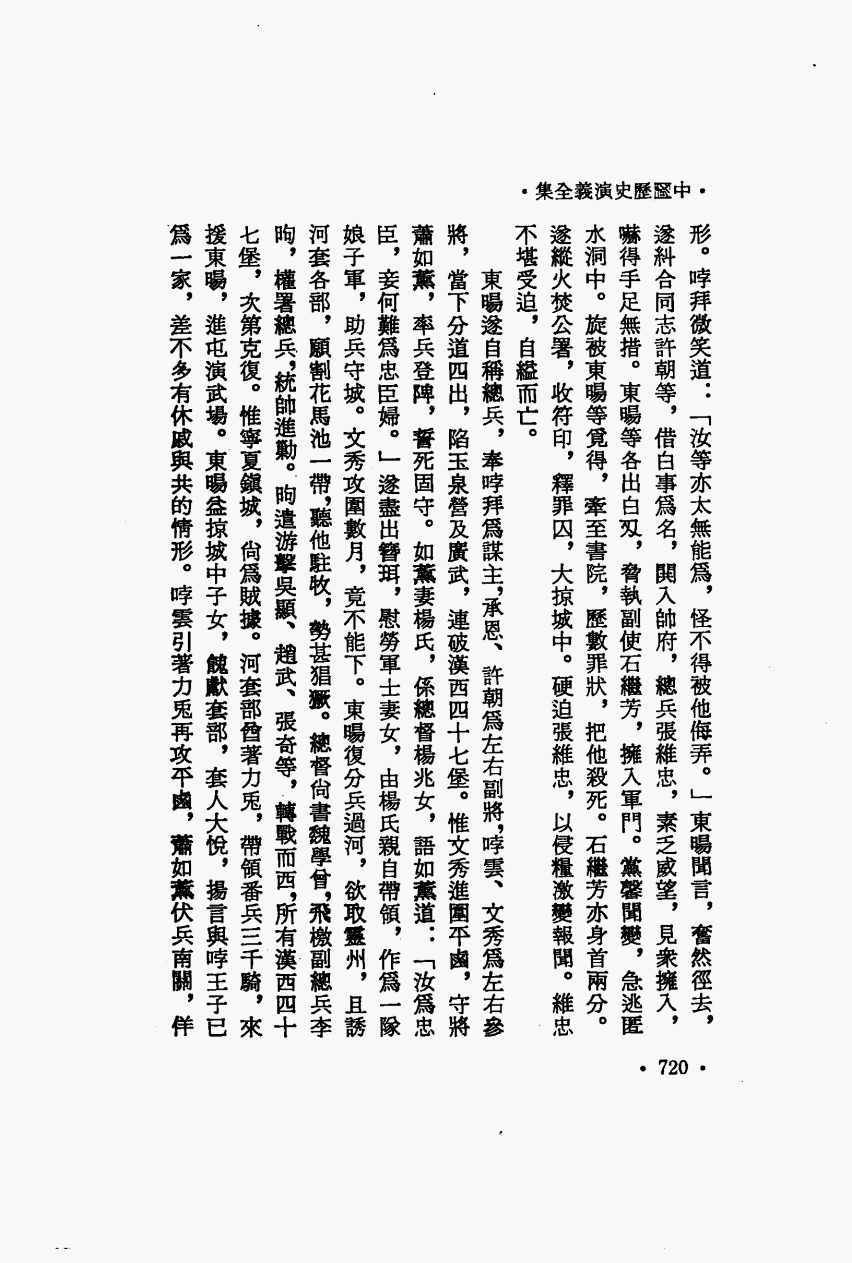 ·中國歷史演義全集·
形。哱拜微笑道：「汝等亦太無能爲，怪不得被他侮弄。」東暘聞言，奮然徑去，
遂糾合同志許朝等，借白事爲名，闖入帥府，總兵張維忠，素乏威望，見衆擁入，
嚇得手足無措。東暘等各出白刃，脅執副使石繼芳，擁入軍門。黨馨聞變，急逃匿
水洞中。旋被東暘等覓得，牽至書院，歷數罪狀，把他殺死。石繼芳亦身首兩分。
遂縱火焚公署，收符印，釋罪囚，大掠城中。硬迫張維忠，以侵糧激變報聞。維忠
不堪受迫，自縊而亡。
東暘遂自稱總兵，奉哱拜爲謀主，承恩、許朝爲左右副將，哱雲、文秀爲左右參
將，當下分道四出，陷玉泉營及廣武，連破漢西四十七堡。惟文秀進圍平鹵，守將
蕭如薰，率兵登陴，誓死固守。如薰妻楊氏，係總督楊兆女，語如薰道：「汝爲忠
臣，妾何難爲忠臣婦。」遂盡出簪珥，慰勞軍士妻女，由楊氏親自帶領，作爲一隊
娘子軍，助兵守城。文秀攻圍數月，竟不能下。東暘復分兵過河，欲取靈州，且誘
河套各部，願割花馬池一帶，聽他駐牧，勢甚猖獗。總督尚書魏學曾，飛檄副總兵李
昫，權署總兵，統帥進勦。昫遣游擊吳顯、趙武、張奇等，轉戰而西，所有漢西四十
七堡，次第克復。惟寧夏鎭城，尙爲賊據。河套部酋著力兎，帶領番兵三千騎，來
援東暘，進屯演武場。東暘益掠城中子女，餽獻套部，套人大悅，揚言與哱王子已
爲一家，差不多有休戚與共的情形。哱雲引著力兎再攻平鹵，蕭如薰伏兵南關，佯
·720·